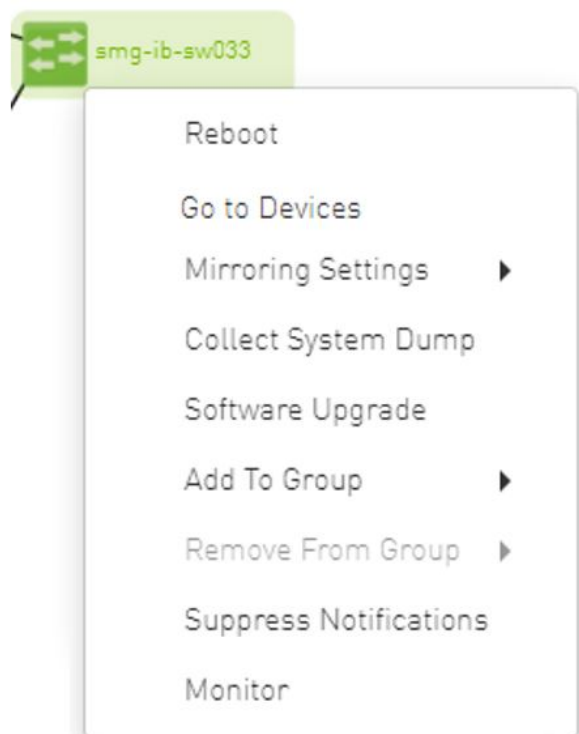 smg-ib-sw033
Reboot
Go to Devices
Mirroring Settings
Collect System Dump
Software Upgrade
Add To Group
Remove From Group
Suppress Notifications
Monitor